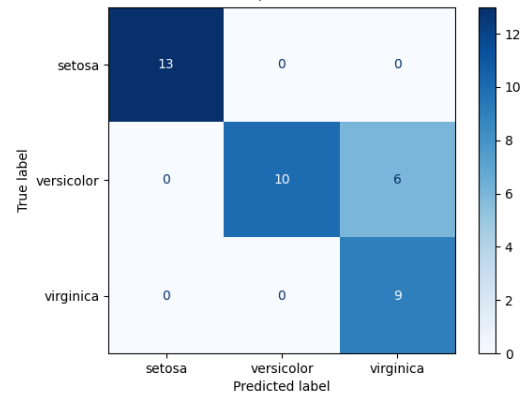 setosa
versicolor
virginica
True label
13 0 0
0 10 6
0 0 9
setosa versicolor virginica
Predicted label
12
10
8
6
4
2
0